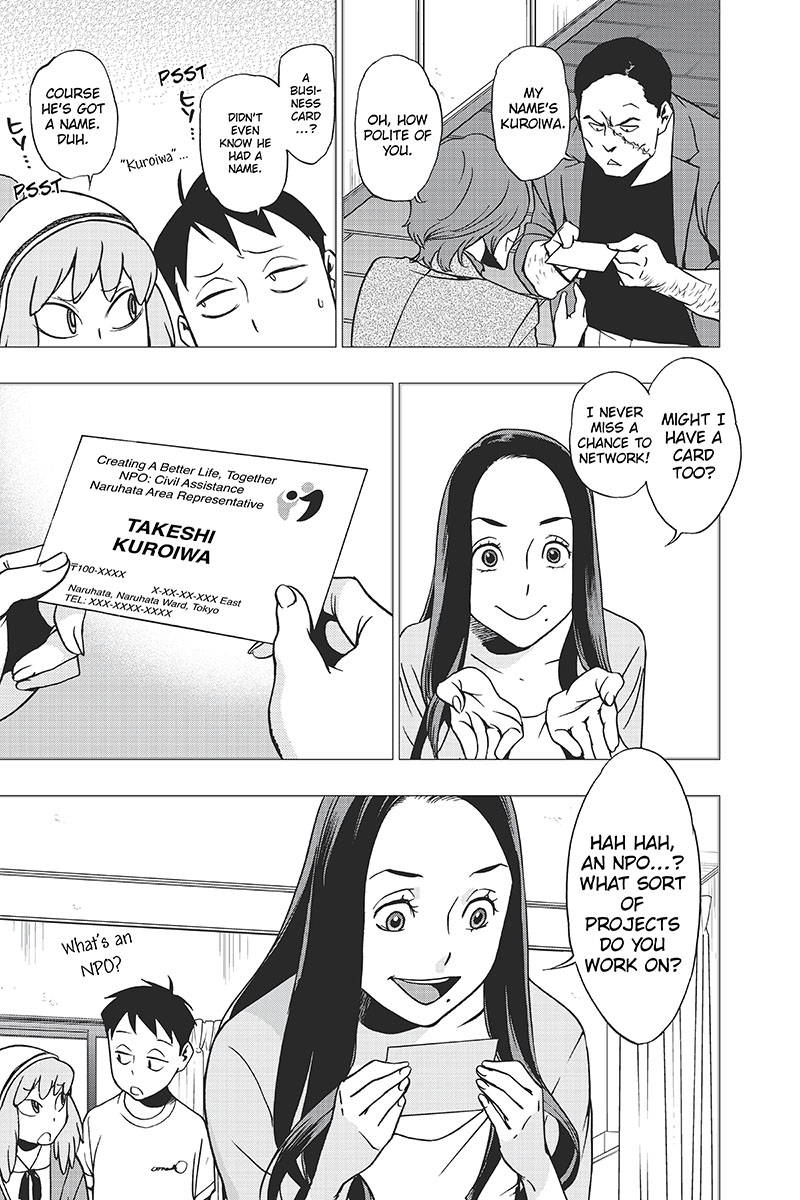 MY
NAME'S
KUROIWA.
OH, HOW
POLITE OF
YOU.
A
BUSI-
NESS
CARD
...?
DIDN'T
EVEN
KNOW HE
HAD A
NAME.
PSST
ヒソ...
"Kuroiwa"...
COURSE
HE'S GOT
A NAME.
DUH.
ヒソ...
PSST
MIGHT I
HAVE A
CARD
TOO?
I NEVER
MISS A
CHANCE TO
NETWORK!
Creating A Better Life, Together
NPO: Civil Assistance
Naruhata Area Representative
TAKESHI
KUROIWA
〒100-XXXX
X-XX-XX-XXX East
Naruhata, Naruhata Ward, Tokyo
TEL: XXX-XXXX-XXXX
HAH HAH,
AN NPO...?
WHAT SORT
OF
PROJECTS
DO YOU
WORK ON?
What's an
NPO?